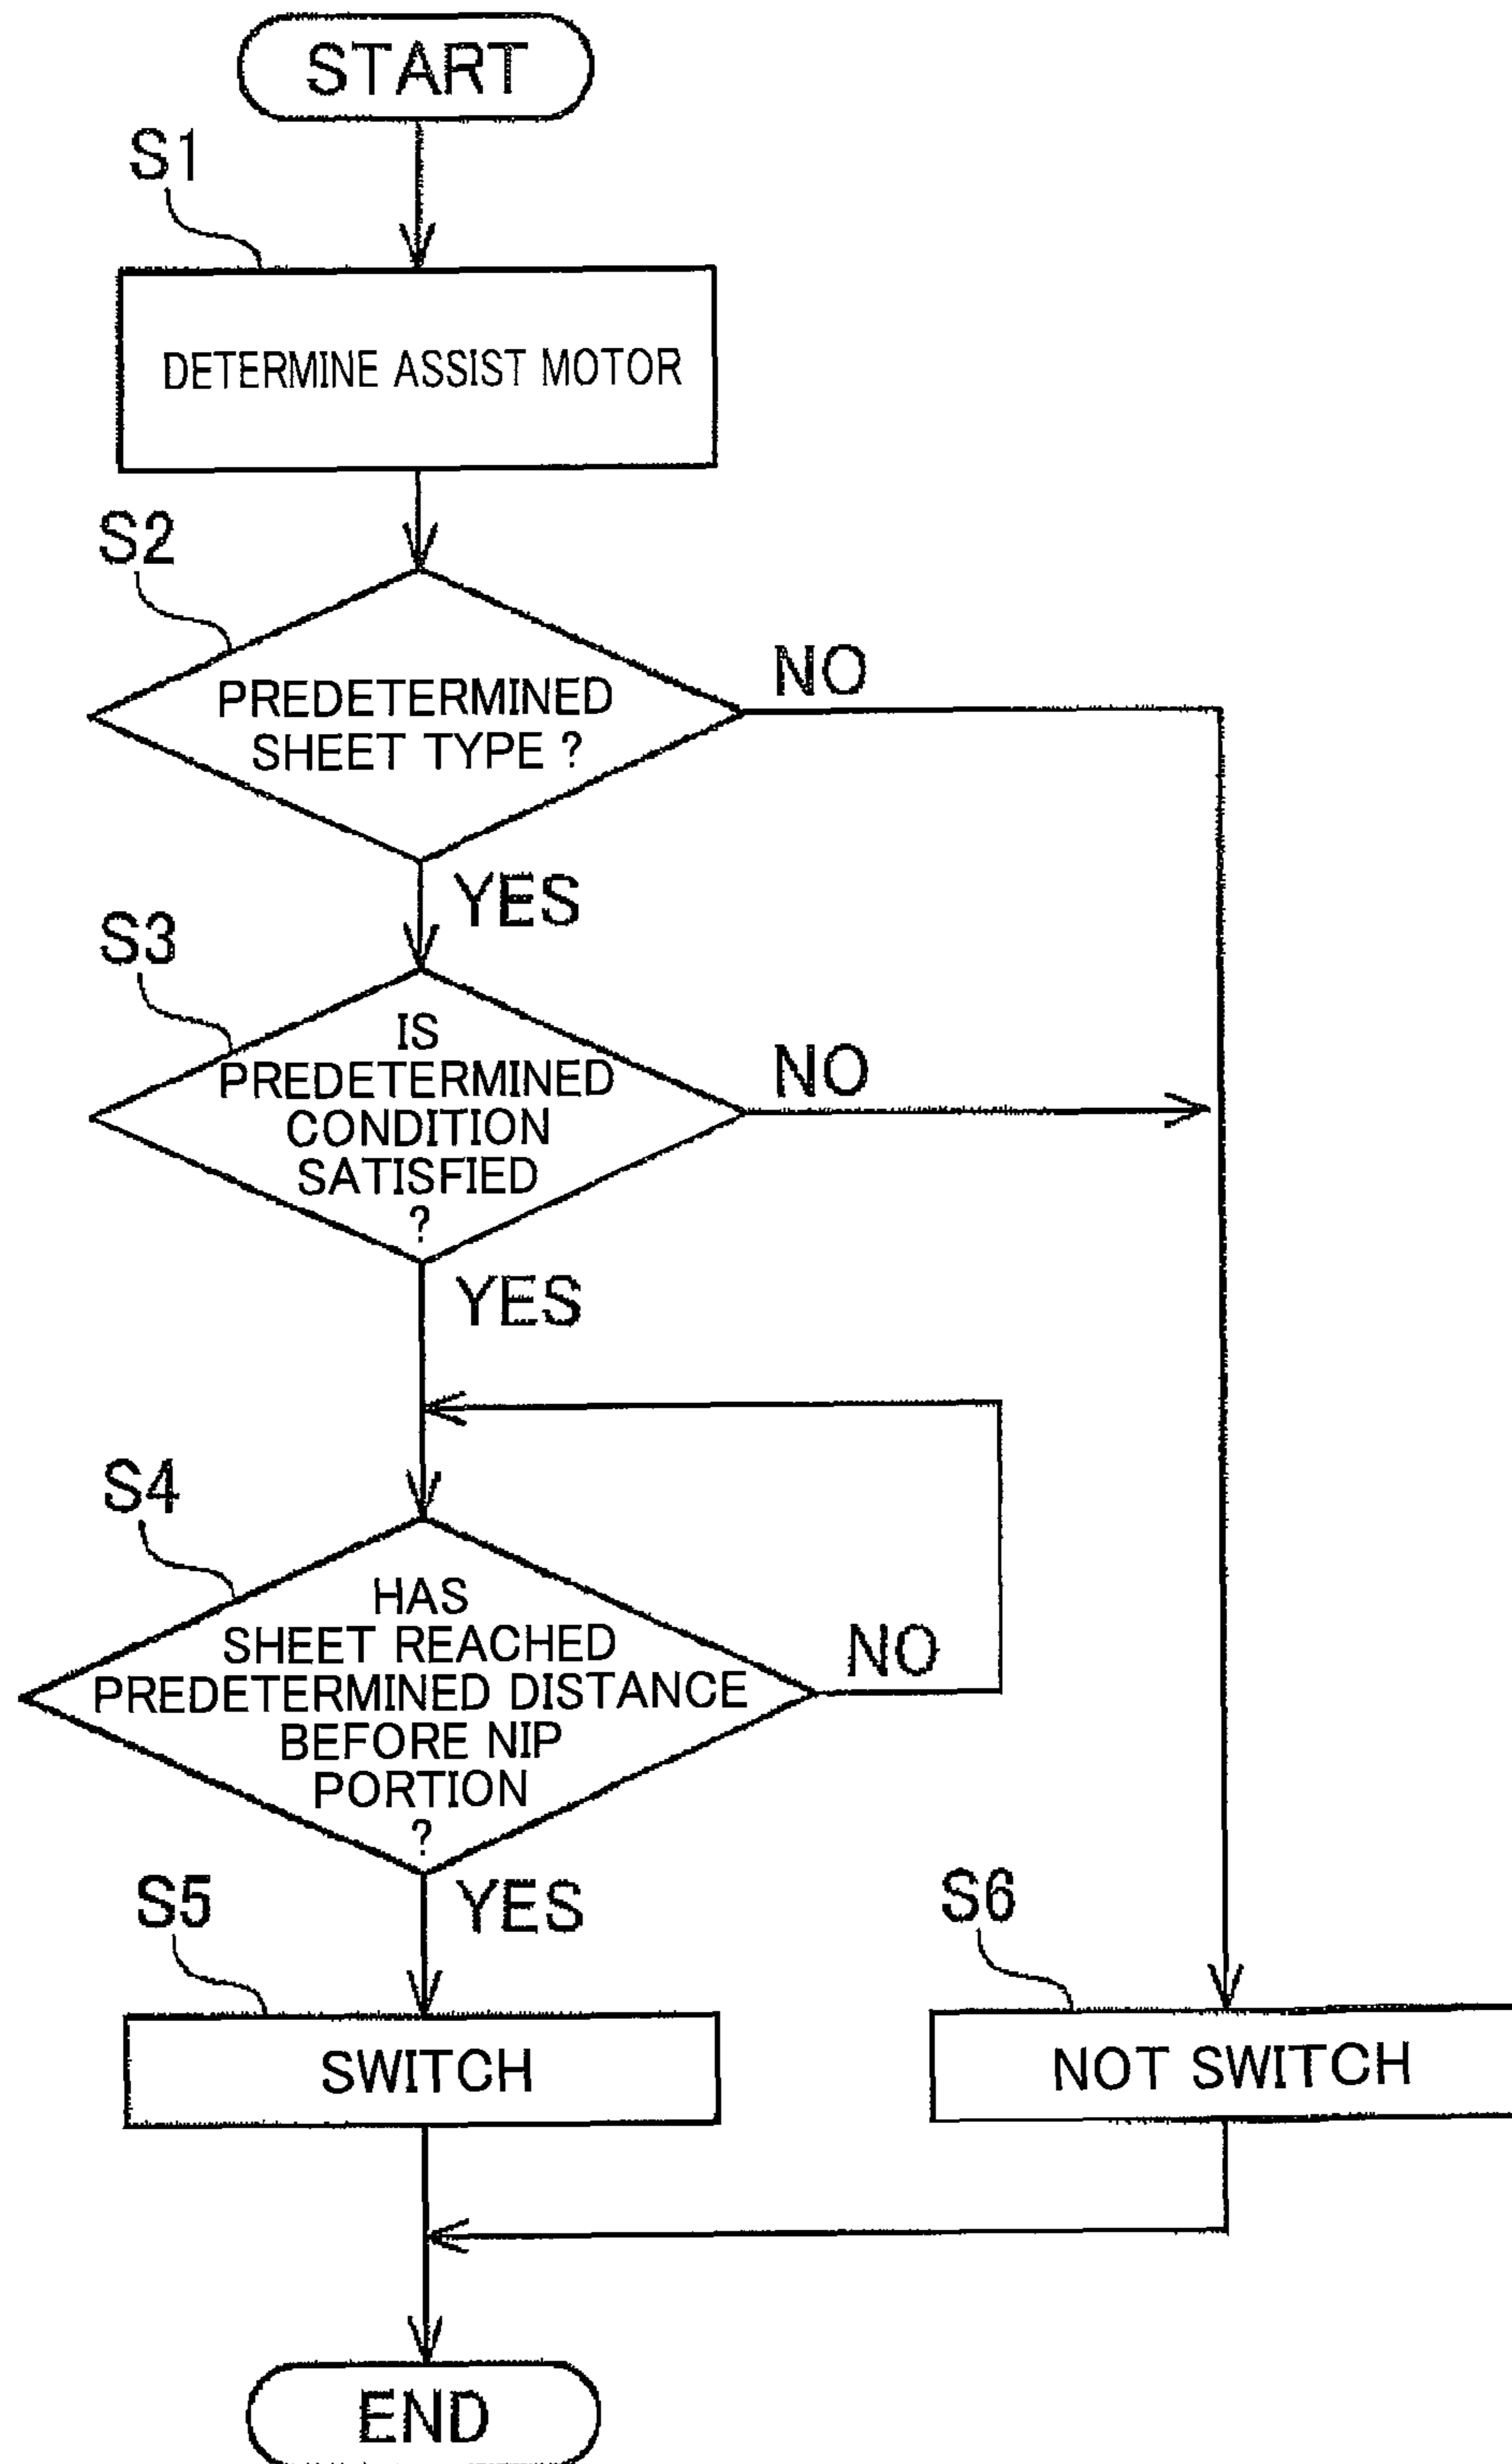 START
S1
DETERMINE ASSIST MOTOR
S2
PREDETERMINED
SHEET TYPE ?
NO
YES
S3
IS
PREDETERMINED
CONDITION
SATISFIED
?
NO
YES
S4
HAS
SHEET REACHED
PREDETERMINED DISTANCE
BEFORE NIP
PORTION
?
NO
YES
S5
SWITCH
S6
NOT SWITCH
END